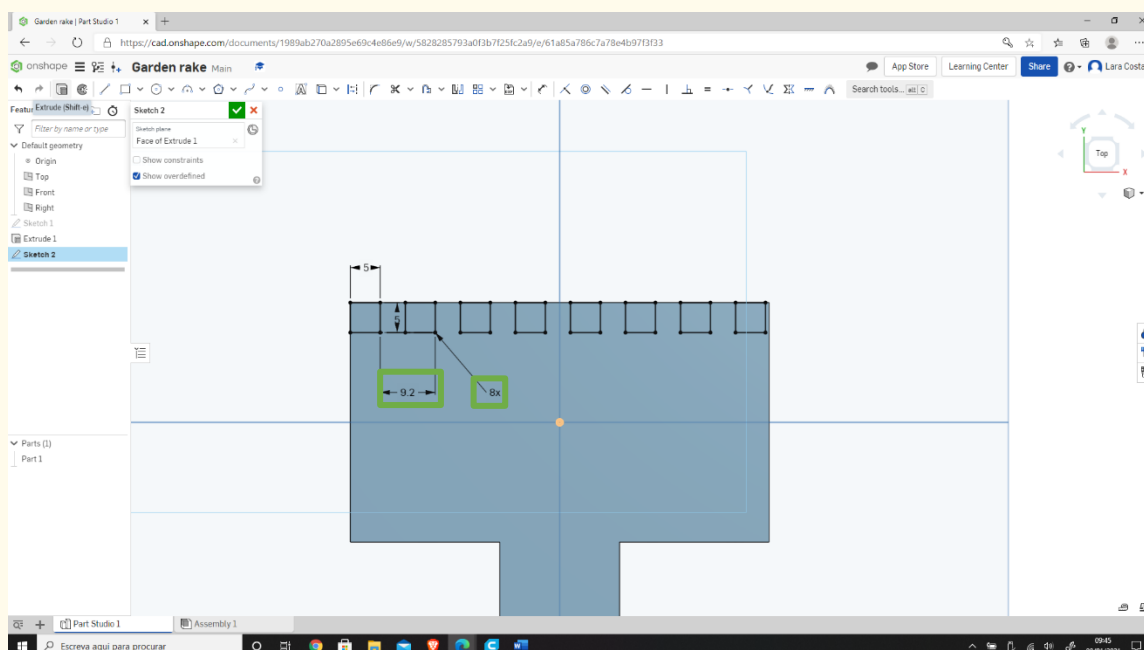 Garden rake | Part Studio 1
https://cad.onshape.com/documents/1989ab270a2895e69c4e86e9/w/5828285793a0f3b7f25fc2a9/e/61a85a786c7a78e4b97f3f33
onshape Garden rake Main App Store Learning Center Share Lara Costa
Search tools... alt C
Extrude (Shift-e)
Filter by name or type
Default geometry
Origin
Top
Front
Right
Sketch 1
Extrude 1
Sketch 2
Sketch 2
Sketch plane
Face of Extrude 1
Show constraints
Show overdefined
Y
Top
X
5
5
9.2
8x
Parts (1)
Part 1
Part Studio 1 Assembly 1
Escreva aqui para procurar
09:45